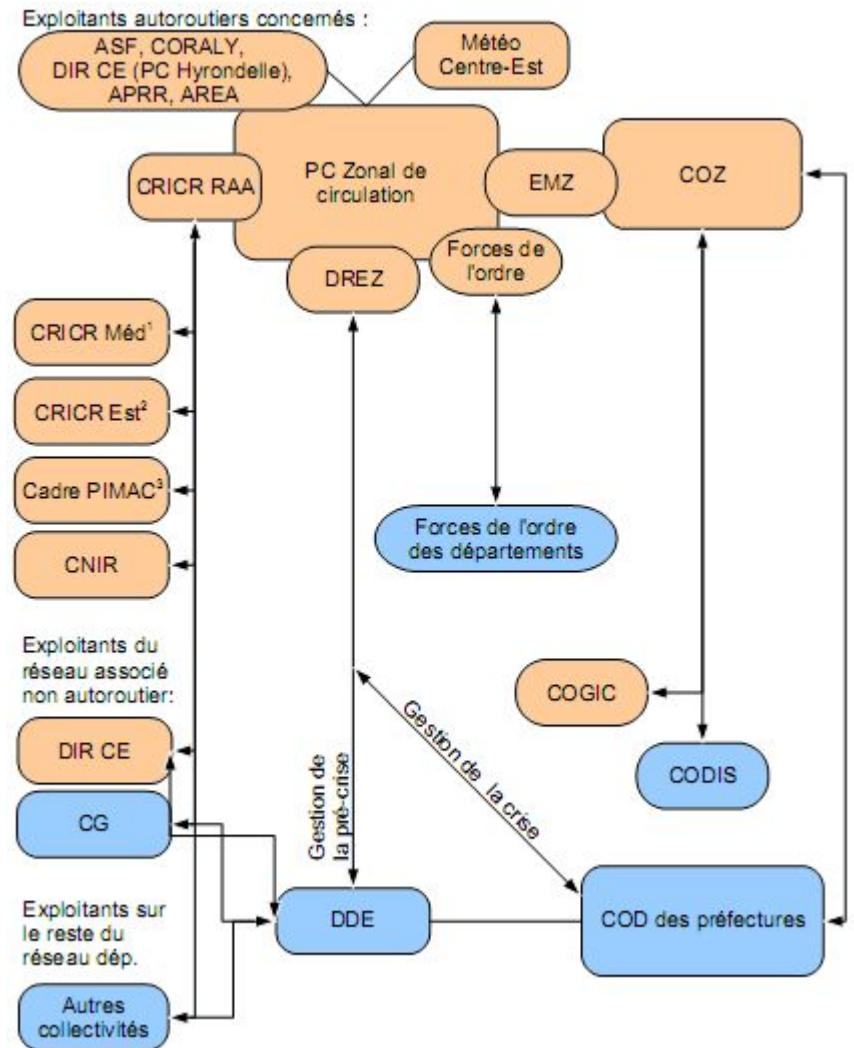 Exploitants autoroutiers concernés :
ASF, CORALY,
DIR CE (PC Hyrondelle),
APRR, AREA
Météo
Centre-Est
PC Zonal de
circulation
CRICR RAA
EMZ
COZ
DREZ
Forces de
l'ordre
CRICR Méd¹
CRICR Est²
Cadre PIMAC³
CNIR
Forces de l'ordre
des départements
Exploitants du
réseau associé
non autoroutier:
DIR CE
CG
COGIC
CODIS
Gestion de
la pré-crise
Gestion de la crise
Exploitants sur
le reste du
réseau dép.
DDE
COD des préfectures
Autres
collectivités